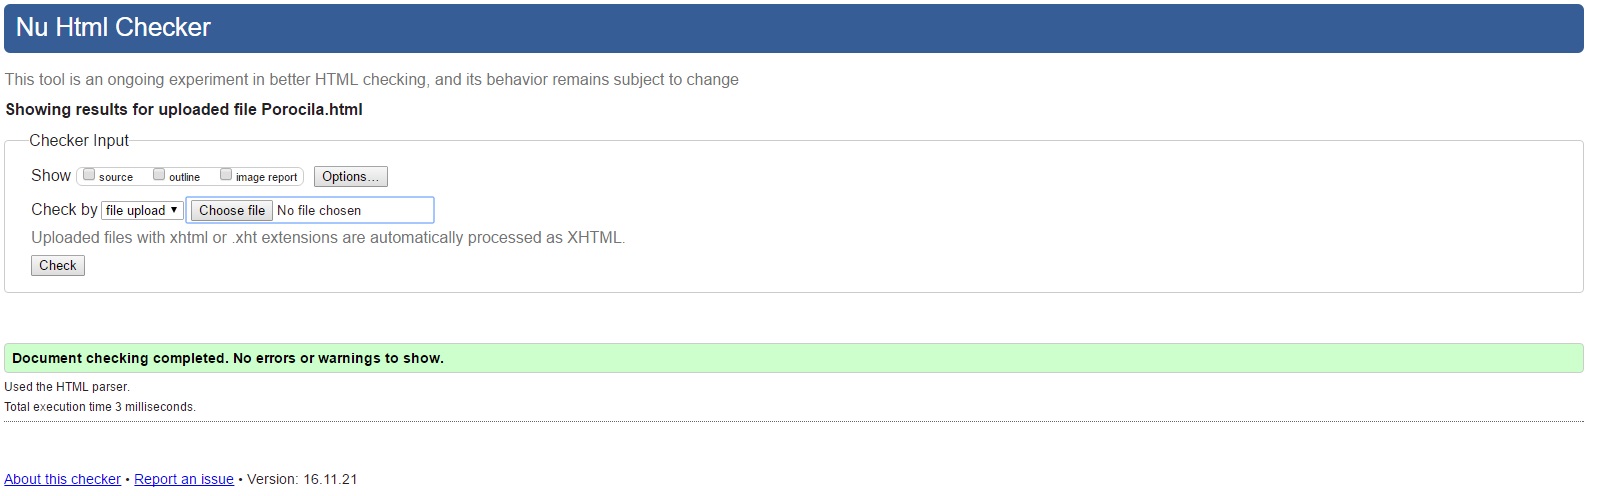 Nu Html Checker
This tool is an ongoing experiment in better HTML checking, and its behavior remains subject to change
Showing results for uploaded file Porocila.html
Checker Input
Show source outline image report Options...
Check by file upload Choose file No file chosen
Uploaded files with xhtml or .xht extensions are automatically processed as XHTML.
Check
Document checking completed. No errors or warnings to show.
Used the HTML parser.
Total execution time 3 milliseconds.
About this checker • Report an issue • Version: 16.11.21